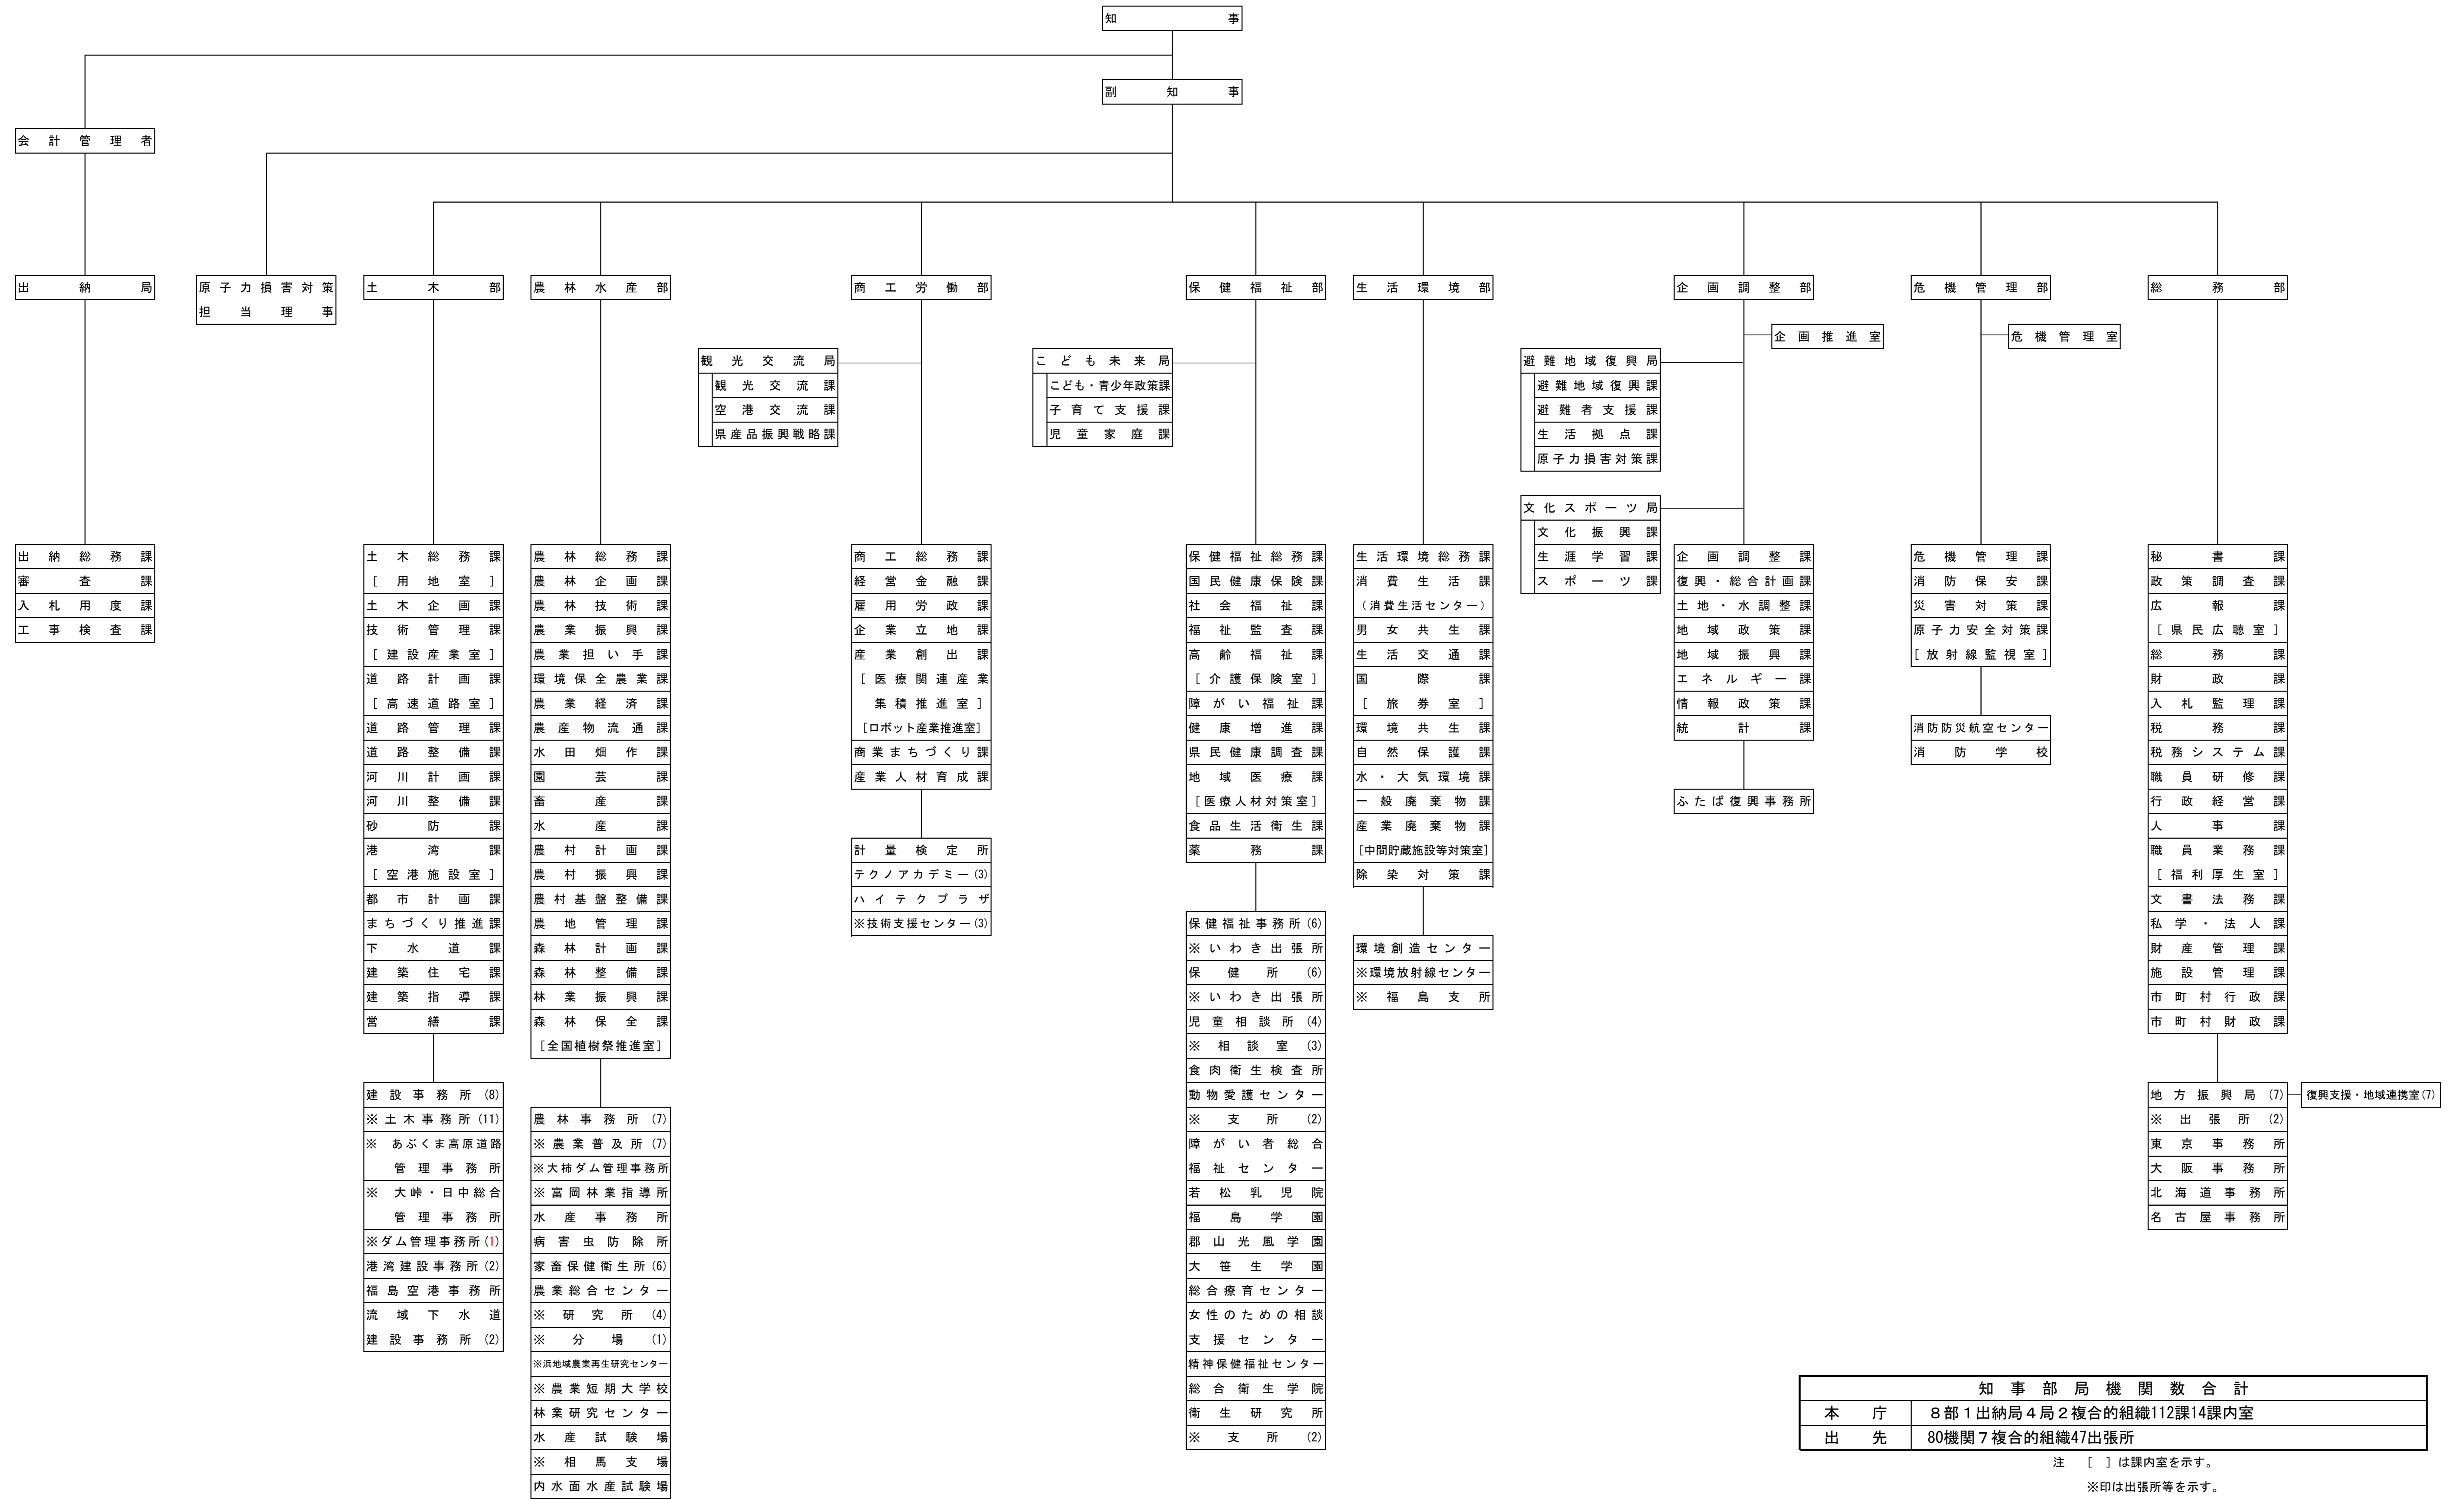 知事
副知事
会計管理者
出納局
出納総務課
審査課
入札用度課
工事検査課
原子力損害対策
担当理事
土木部
土木総務課
[用地室]
土木企画課
技術管理課
[建設産業室]
道路計画課
[高速道路室]
道路管理課
道路整備課
河川計画課
河川整備課
砂防課
港湾課
[空港施設室]
都市計画課
まちづくり推進課
下水道課
建築住宅課
建築指導課
営繕課
建設事務所(8)
※土木事務所(11)
※ あぶくま高原道路
管理事務所
※ 大峠・日中総合
管理事務所
※ダム管理事務所(1)
港湾建設事務所(2)
福島空港事務所
流域下水道
建設事務所(2)
農林水産部
農林総務課
農林企画課
農林技術課
農業振興課
農業担い手課
環境保全農業課
農業経済課
農産物流通課
水田畑作課
園芸課
畜産課
水産課
農村計画課
農村振興課
農村基盤整備課
農地管理課
森林計画課
森林整備課
林業振興課
森林保全課
[全国植樹祭推進室]
農林事務所(7)
※農業普及所(7)
※大柿ダム管理事務所
※富岡林業指導所
水産事務所
病害虫防除所
家畜保健衛生所(6)
農業総合センター
※研究所(4)
※分場(1)
※浜地域農業再生研究センター
※農業短期大学校
林業研究センター
水産試験場
※相馬支場
内水面水産試験場
商工労働部
観光交流局
観光交流課
空港交流課
県産品振興戦略課
商工総務課
経営金融課
雇用労政課
企業立地課
産業創出課
[医療関連産業
集積推進室]
[ロボット産業推進室]
商業まちづくり課
産業人材育成課
計量検定所
テクノアカデミー(3)
ハイテクプラザ
※技術支援センター(3)
保健福祉部
こども未来局
こども・青少年政策課
子育て支援課
児童家庭課
保健福祉総務課
国民健康保険課
社会福祉課
福祉監査課
高齢福祉課
[介護保険室]
障がい福祉課
健康増進課
県民健康調査課
地域医療課
[医療人材対策室]
食品生活衛生課
薬務課
保健福祉事務所(6)
※いわき出張所
保健所(6)
※いわき出張所
児童相談所(4)
※相談室(3)
食肉衛生検査所
動物愛護センター
※支所(2)
障がい者総合
福祉センター
若松乳児院
福島学園
郡山光風学園
大笹生学園
総合療育センター
女性のための相談
支援センター
精神保健福祉センター
総合衛生学院
衛生研究所
※支所(2)
生活環境部
生活環境総務課
消費生活課
(消費生活センター)
男女共生課
生活交通課
国際課
[旅券室]
環境共生課
自然保護課
水・大気環境課
一般廃棄物課
産業廃棄物課
[中間貯蔵施設等対策室]
除染対策課
環境創造センター
※環境放射線センター
※福島支所
企画調整部
企画推進室
避難地域復興局
避難地域復興課
避難者支援課
生活拠点課
原子力損害対策課
文化スポーツ局
文化振興課
生涯学習課
スポーツ課
企画調整課
復興・総合計画課
土地・水調整課
地域政策課
地域振興課
エネルギー課
情報政策課
統計課
ふたば復興事務所
危機管理部
危機管理室
危機管理課
消防保安課
災害対策課
原子力安全対策課
[放射線監視室]
消防防災航空センター
消防学校
総務部
秘書課
政策調査課
広報課
[県民広聴室]
総務課
財政課
入札監理課
税務課
税務システム課
職員研修課
行政経営課
人事課
職員業務課
[福利厚生室]
文書法務課
私学・法人課
財産管理課
施設管理課
市町村行政課
市町村財政課
地方振興局(7)
復興支援・地域連携室(7)
※出張所(2)
東京事務所
大阪事務所
北海道事務所
名古屋事務所
知事部局機関数合計
本庁 8部1出納局4局2複合的組織112課14課内室
出先 80機関7複合的組織47出張所
注 [ ]は課内室を示す。
※印は出張所等を示す。